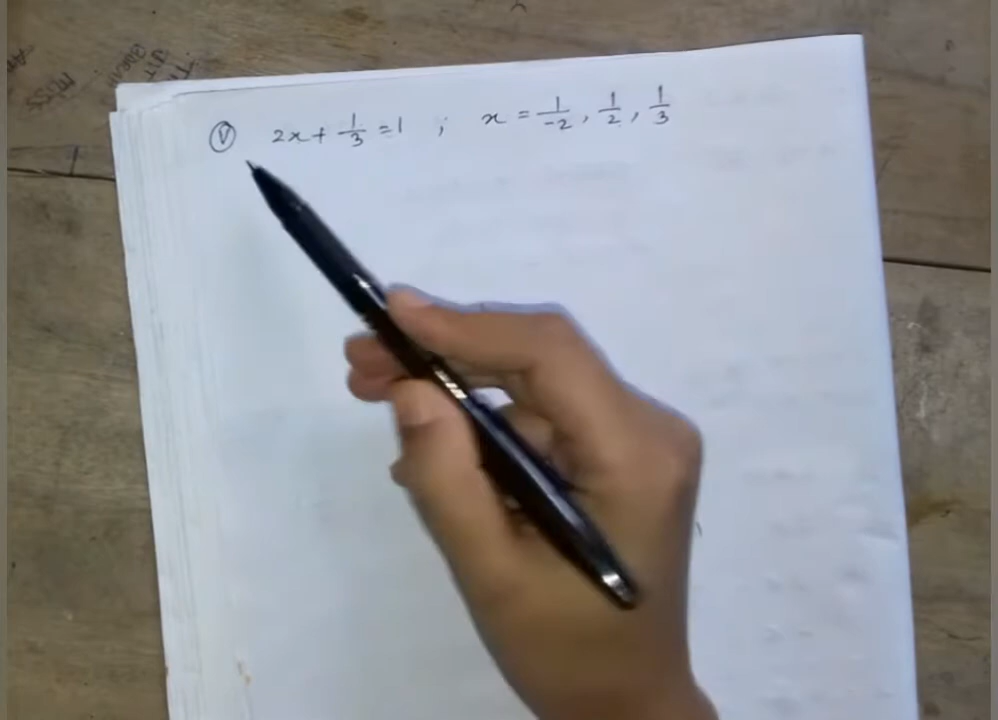 (V) 2x + 1/3 = 1 ; x = 1/-2, 1/2, 1/3